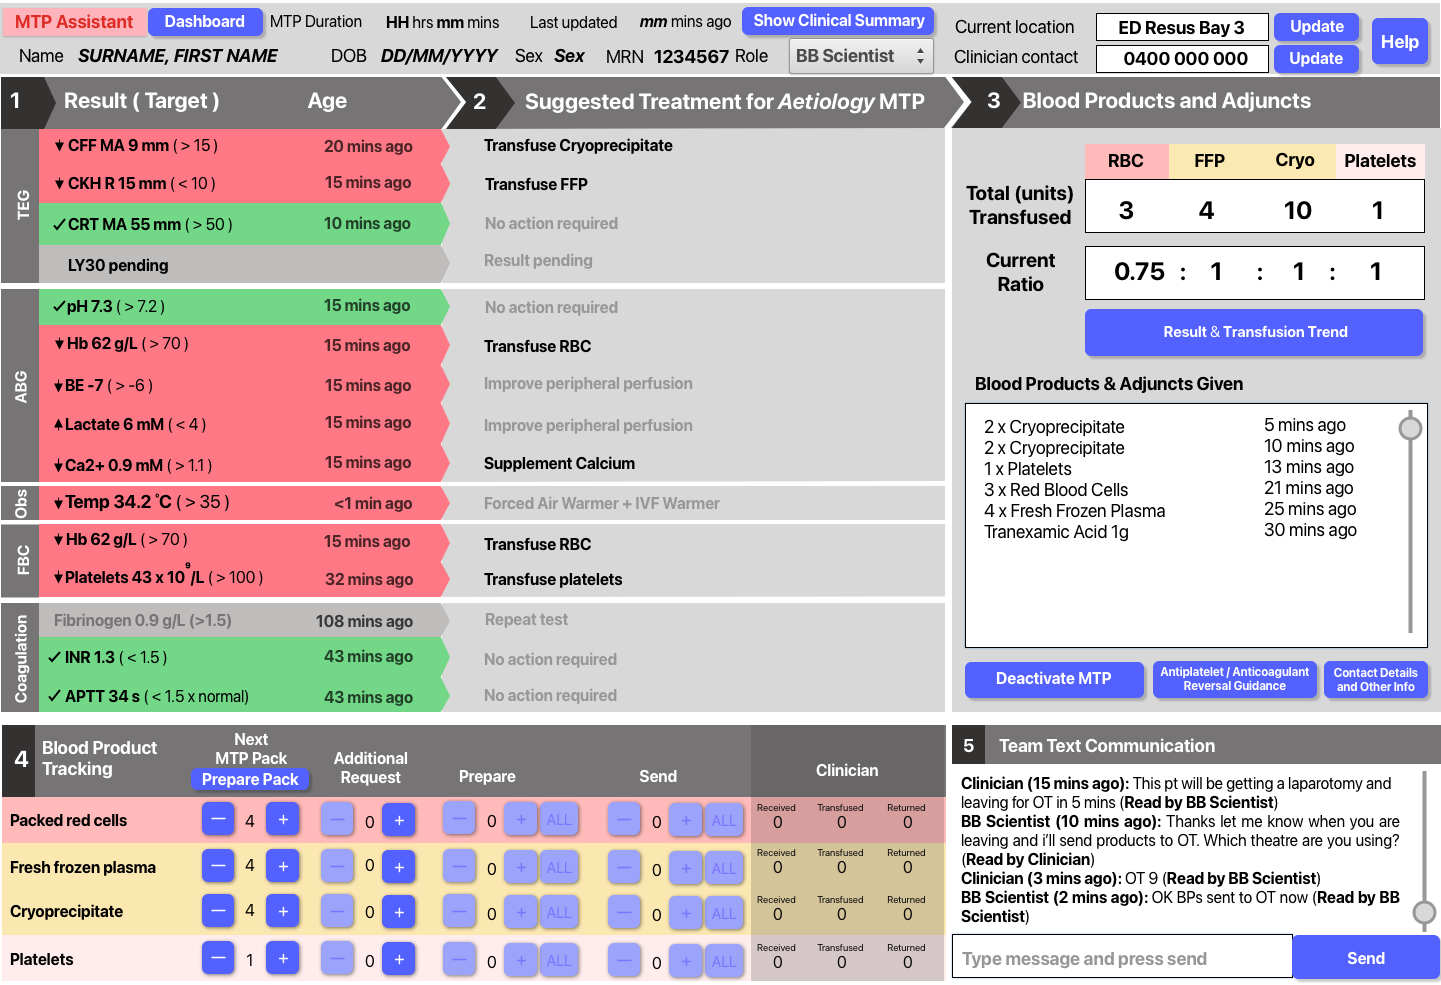 MTP Assistant Dashboard MTP Duration HH hrs mm mins Last updated mm mins ago Show Clinical Summary
Name SURNAME, FIRST NAME DOB DD/MM/YYYY Sex Sex MRN 1234567 Role BB Scientist
Current location ED Resus Bay 3 Update
Clinician contact 0400 000 000 Update
Help
1 Result ( Target ) Age
2 Suggested Treatment for Aetiology MTP
3 Blood Products and Adjuncts
TEG
CFF MA 9 mm ( > 15 ) 20 mins ago Transfuse Cryoprecipitate
CKH R 15 mm ( < 10 ) 15 mins ago Transfuse FFP
✓ CRT MA 55 mm ( > 50 ) 10 mins ago No action required
LY30 pending Result pending
ABG
✓ pH 7.3 ( > 7.2 ) 15 mins ago No action required
Hb 62 g/L ( > 70 ) 15 mins ago Transfuse RBC
BE -7 ( > -6 ) 15 mins ago Improve peripheral perfusion
Lactate 6 mM ( < 4 ) 15 mins ago Improve peripheral perfusion
Ca2+ 0.9 mM ( > 1.1 ) 15 mins ago Supplement Calcium
Obs
Temp 34.2 °C ( > 35 ) <1 min ago Forced Air Warmer + IVF Warmer
FBC
Hb 62 g/L ( > 70 ) 15 mins ago Transfuse RBC
Platelets 43 x 10⁹/L ( > 100 ) 32 mins ago Transfuse platelets
Coagulation
Fibrinogen 0.9 g/L (>1.5) 108 mins ago Repeat test
✓ INR 1.3 ( < 1.5 ) 43 mins ago No action required
✓ APTT 34 s ( < 1.5 x normal) 43 mins ago No action required
RBC FFP Cryo Platelets
Total (units)
Transfused
3 4 10 1
Current
Ratio
0.75 : 1 : 1 : 1
Result & Transfusion Trend
Blood Products & Adjuncts Given
2 x Cryoprecipitate 5 mins ago
2 x Cryoprecipitate 10 mins ago
1 x Platelets 13 mins ago
3 x Red Blood Cells 21 mins ago
4 x Fresh Frozen Plasma 25 mins ago
Tranexamic Acid 1g 30 mins ago
Deactivate MTP
Antiplatelet / Anticoagulant
Reversal Guidance
Contact Details
and Other Info
4 Blood Product
Tracking
Next
MTP Pack
Prepare Pack
Additional
Request
Prepare
Send
Clinician
Packed red cells — 4 + — 0 + — 0 + ALL — 0 + ALL
Received Transfused Returned
0 0 0
Fresh frozen plasma — 4 + — 0 + — 0 + ALL — 0 + ALL
Received Transfused Returned
0 0 0
Cryoprecipitate — 4 + — 0 + — 0 + ALL — 0 + ALL
Received Transfused Returned
0 0 0
Platelets — 1 + — 0 + — 0 + ALL — 0 + ALL
Received Transfused Returned
0 0 0
5 Team Text Communication
Clinician (15 mins ago): This pt will be getting a laparotomy and
leaving for OT in 5 mins (Read by BB Scientist)
BB Scientist (10 mins ago): Thanks let me know when you are
leaving and i'll send products to OT. Which theatre are you using?
(Read by Clinician)
Clinician (3 mins ago): OT 9 (Read by BB Scientist)
BB Scientist (2 mins ago): OK BPs sent to OT now (Read by BB
Scientist)
Type message and press send Send